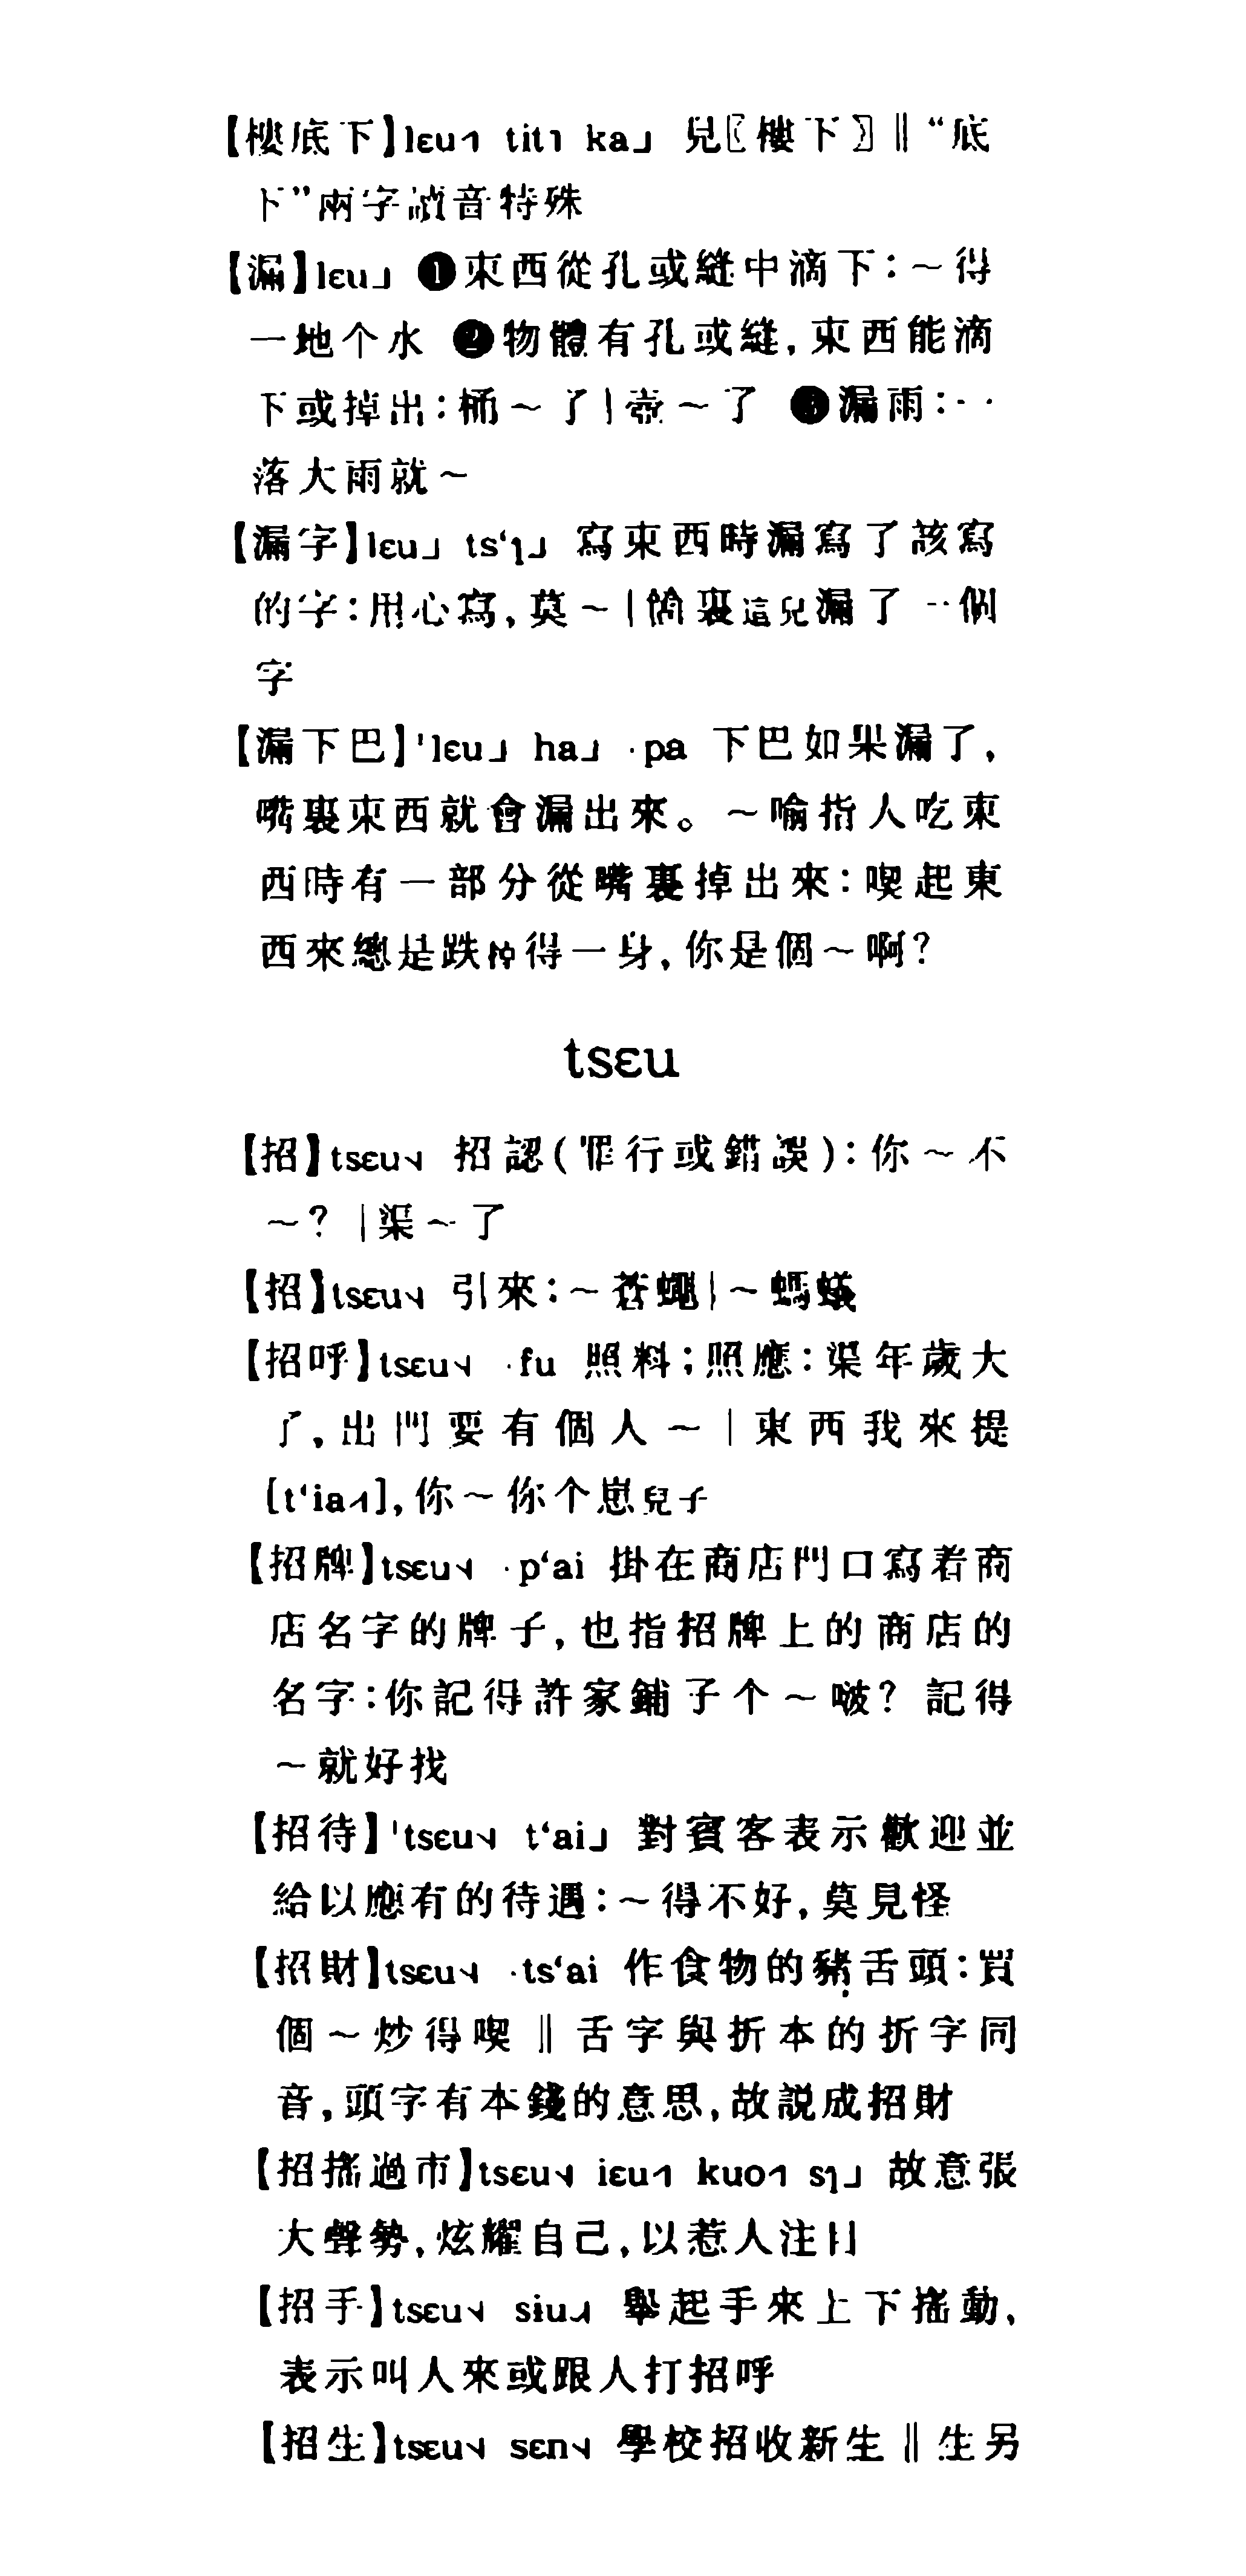 【樓底下】lɛu˧˥ tit˥ ka˩ 見〖樓下〗‖“底
下”兩字讀音特殊
【漏】lɛu˩ ❶東西從孔或縫中滴下：～得
一地个水 ❷物體有孔或縫，東西能滴
下或掉出：桶～了|壺～了 ❸漏雨：一
落大雨就～
【漏字】lɛu˩ tsʻɿ˩ 寫東西時漏寫了該寫
的字：用心寫，莫～|箇裏這兒漏了一個
字
【漏下巴】ˈlɛu˩ ha˩ ·pa 下巴如果漏了，
嘴裏東西就會漏出來。～喻指人吃東
西時有一部分從嘴裏掉出來：喫起東
西來總是跌掉得一身，你是個～啊？
tsɛu
【招】tsɛu˨˩ 招認(罪行或錯誤)：你～不
～？|渠～了
【招】tsɛu˨˩ 引來：～蒼蠅|～螞蟻
【招呼】tsɛu˨˩ ·fu 照料；照應：渠年歲大
了，出門要有個人～|東西我來提
[tʻia˨˦]，你～你个崽兒子
【招牌】tsɛu˨˩ ·pʻai 掛在商店門口寫着商
店名字的牌子，也指招牌上的商店的
名字：你記得許家鋪子个～啵？記得
～就好找
【招待】ˈtsɛu˨˩ tʻai˩ 對賓客表示歡迎並
給以應有的待遇：～得不好，莫見怪
【招財】tsɛu˨˩ ·tsʻai 作食物的豬舌頭：買
個～炒得喫‖舌字與折本的折字同
音，頭字有本錢的意思，故説成招財
【招摇過市】tsɛu˨˩ iɛu˧˥ kuo˧˥ sɿ˩ 故意張
大聲勢，炫耀自己，以惹人注目
【招手】tsɛu˨˩ siu˨˩ 舉起手來上下摇動，
表示叫人來或跟人打招呼
【招生】tsɛu˨˩ sɛn˨˩ 學校招收新生‖生另